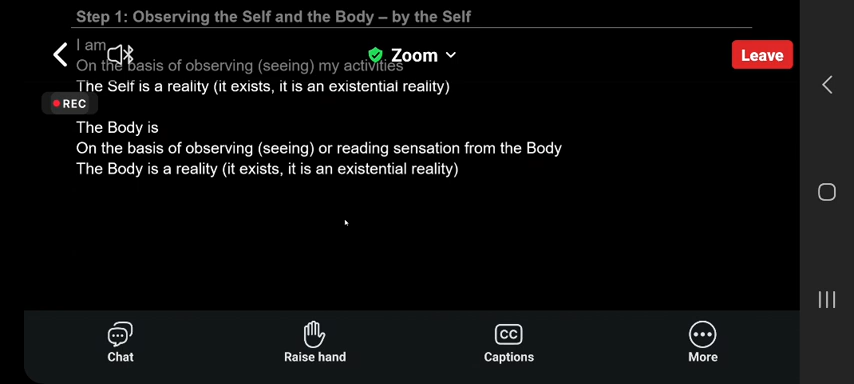 Step 1: Observing the Self and the Body – by the Self
I am
On the basis of observing (seeing) my activities
The Self is a reality (it exists, it is an existential reality)
Zoom
Leave
REC
The Body is
On the basis of observing (seeing) or reading sensation from the Body
The Body is a reality (it exists, it is an existential reality)
Chat
Raise hand
CC
Captions
More